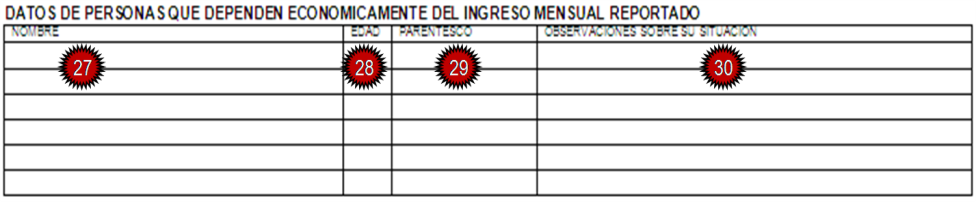 DATOS DE PERSONAS QUE DEPENDEN ECONOMICAMENTE DEL INGRESO MENSUAL REPORTADO
NOMBRE EDAD PARENTESCO OBSERVACIONES SOBRE SU SITUACION
27 28 29 30